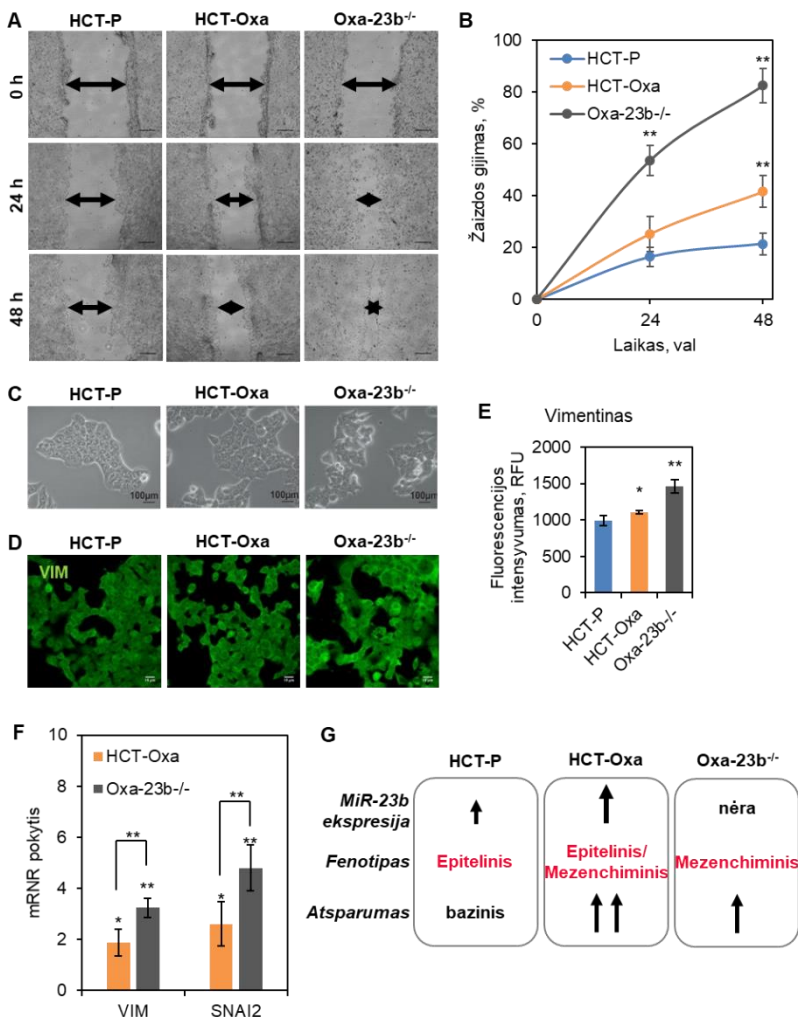 A
HCT-P HCT-Oxa Oxa-23b-/-
0 h
24 h
48 h
B
100
80
60
40
20
0
HCT-P
HCT-Oxa
Oxa-23b-/-
**
**
**
0 24 48
Žaizdos gijimas, %
Laikas, val
C
HCT-P HCT-Oxa Oxa-23b-/-
100µm 100µm 100µm
D
HCT-P HCT-Oxa Oxa-23b-/-
VIM
E
Vimentinas
2000
1500
1000
500
0
* **
Fluorescencijos
intensyvumas, RFU
HCT-P
HCT-Oxa
Oxa-23b-/-
F
10
8
6
4
2
0
mRNR pokytis
HCT-Oxa
Oxa-23b-/-
** **
* ** * **
VIM SNAI2
G
HCT-P HCT-Oxa Oxa-23b-/-
MiR-23b
ekspresija
nėra
Fenotipas
Epitelinis
Epitelinis/
Mezenchiminis
Mezenchiminis
Atsparumas
bazinis